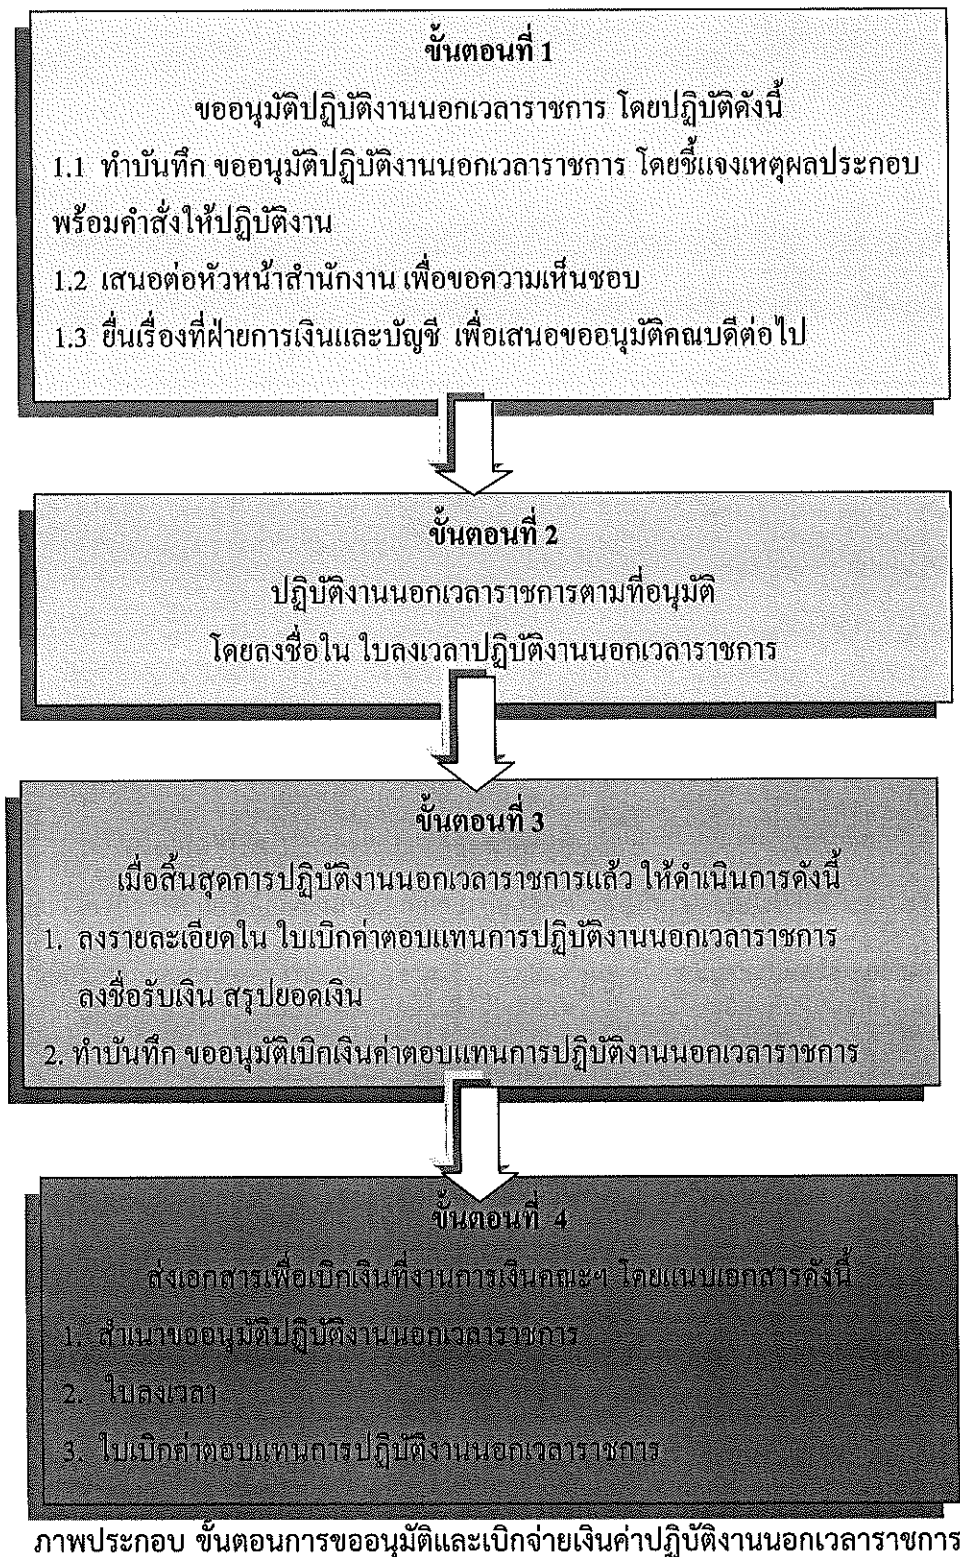 ขั้นตอนที่ 1
ขออนุมัติปฏิบัติงานนอกเวลาราชการ โดยปฏิบัติดังนี้
1.1 ทำบันทึก ขออนุมัติปฏิบัติงานนอกเวลาราชการ โดยชี้แจงเหตุผลประกอบ
พร้อมคำสั่งให้ปฏิบัติงาน
1.2 เสนอต่อหัวหน้าสำนักงาน เพื่อขอความเห็นชอบ
1.3 ยื่นเรื่องที่ฝ่ายการเงินและบัญชี เพื่อเสนอขออนุมัติคณบดีต่อไป
ขั้นตอนที่ 2
ปฏิบัติงานนอกเวลาราชการตามที่อนุมัติ
โดยลงชื่อใน ใบลงเวลาปฏิบัติงานนอกเวลาราชการ
ขั้นตอนที่ 3
เมื่อสิ้นสุดการปฏิบัติงานนอกเวลาราชการแล้ว ให้ดำเนินการดังนี้
1. ลงรายละเอียดใน ใบเบิกค่าตอบแทนการปฏิบัติงานนอกเวลาราชการ
ลงชื่อรับเงิน สรุปยอดเงิน
2. ทำบันทึก ขออนุมัติเบิกเงินค่าตอบแทนการปฏิบัติงานนอกเวลาราชการ
ขั้นตอนที่ 4
ส่งเอกสารเพื่อเบิกเงินที่งานการเงินคณะฯ โดยแนบเอกสารดังนี้
1. สำเนาขออนุมัติปฏิบัติงานนอกเวลาราชการ
2. ใบลงเวลา
3. ใบเบิกค่าตอบแทนการปฏิบัติงานนอกเวลาราชการ
ภาพประกอบ ขั้นตอนการขออนุมัติและเบิกจ่ายเงินค่าปฏิบัติงานนอกเวลาราชการ